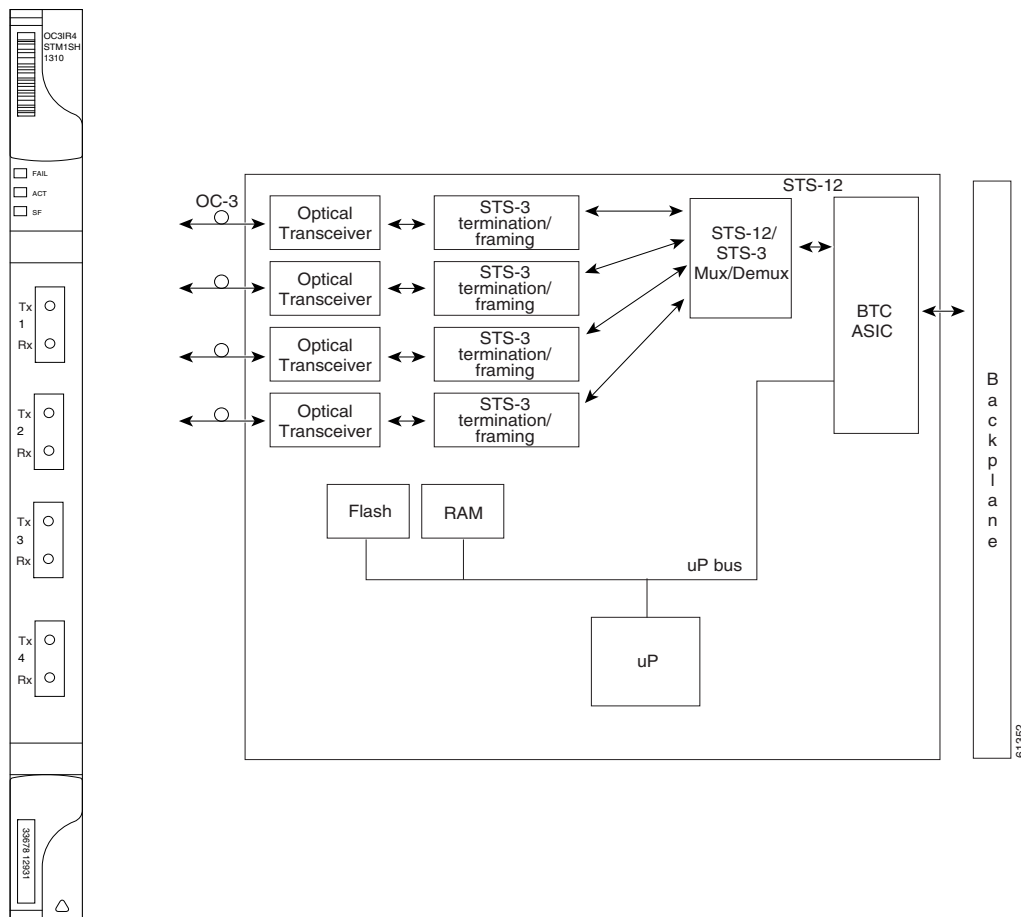 OC3IR4
STM1SH
1310
FAIL
ACT
SF
Tx
1
Rx
Tx
2
Rx
Tx
3
Rx
Tx
4
Rx
33678 12931
OC-3
STS-12
Optical
Transceiver
STS-3
termination/
framing
Optical
Transceiver
STS-3
termination/
framing
Optical
Transceiver
STS-3
termination/
framing
Optical
Transceiver
STS-3
termination/
framing
STS-12/
STS-3
Mux/Demux
BTC
ASIC
Flash
RAM
uP bus
uP
Backplane
61352